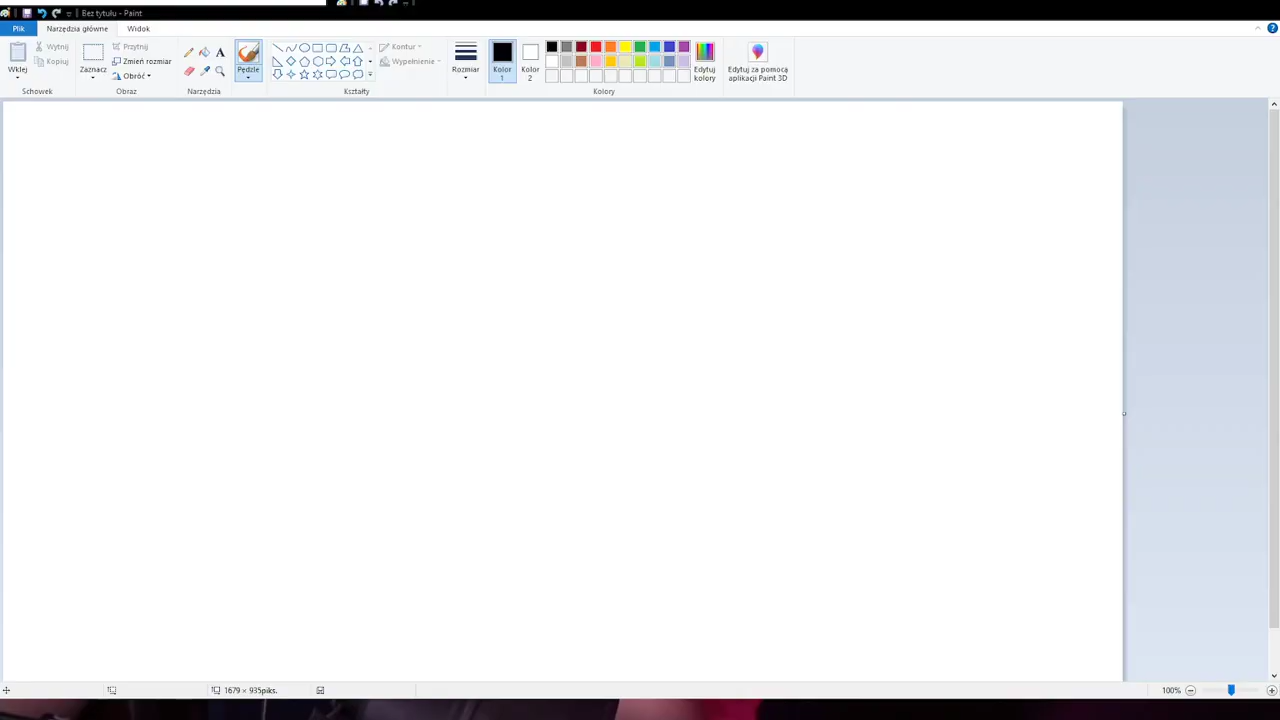 Bez tytułu - Paint
Plik
Narzędzia główne
Widok
Wklej
Wytnij
Kopiuj
Schowek
Zaznacz
Przytnij
Zmień rozmiar
Obróć
Obraz
Narzędzia
Pędzle
Kontur
Wypełnienie
Kształty
Rozmiar
Kolor
1
Kolor
2
Kolory
Edytuj
kolory
Edytuj za pomocą
aplikacji Paint 3D
1679 × 935piks.
100%